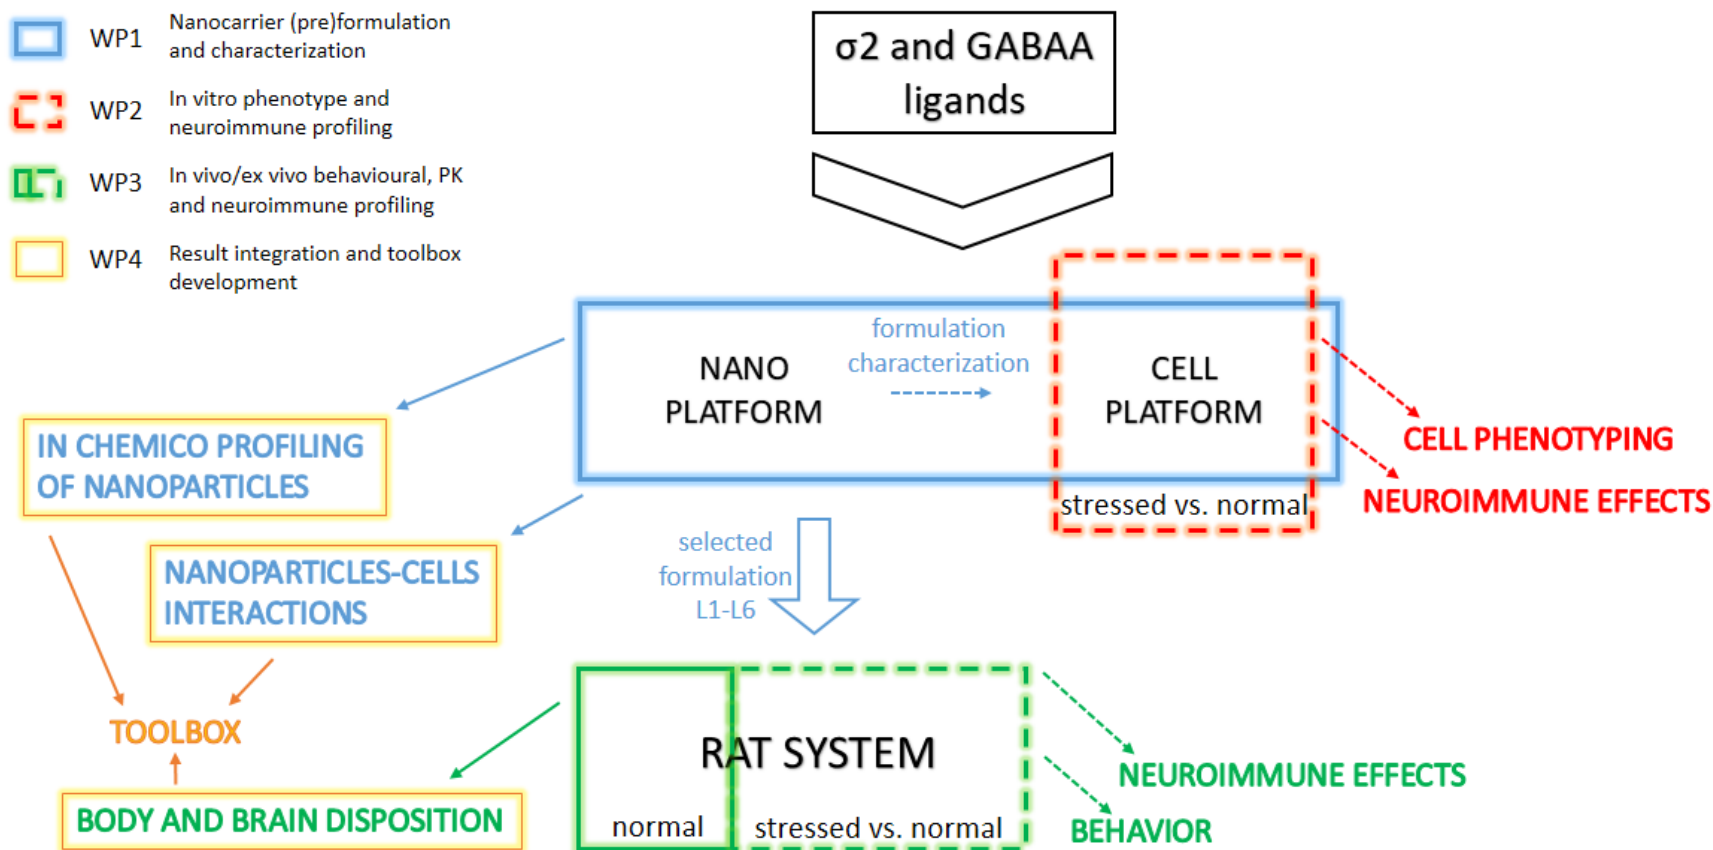 WP1
Nanocarrier (pre)formulation
and characterization
WP2
In vitro phenotype and
neuroimmune profiling
WP3
In vivo/ex vivo behavioural, PK
and neuroimmune profiling
WP4
Result integration and toolbox
development
σ2 and GABAA
ligands
NANO
PLATFORM
formulation
characterization
CELL
PLATFORM
stressed vs. normal
CELL PHENOTYPING
NEUROIMMUNE EFFECTS
IN CHEMICO PROFILING
OF NANOPARTICLES
NANOPARTICLES-CELLS
INTERACTIONS
selected
formulation
L1-L6
TOOLBOX
BODY AND BRAIN DISPOSITION
RAT SYSTEM
normal
stressed vs. normal
NEUROIMMUNE EFFECTS
BEHAVIOR